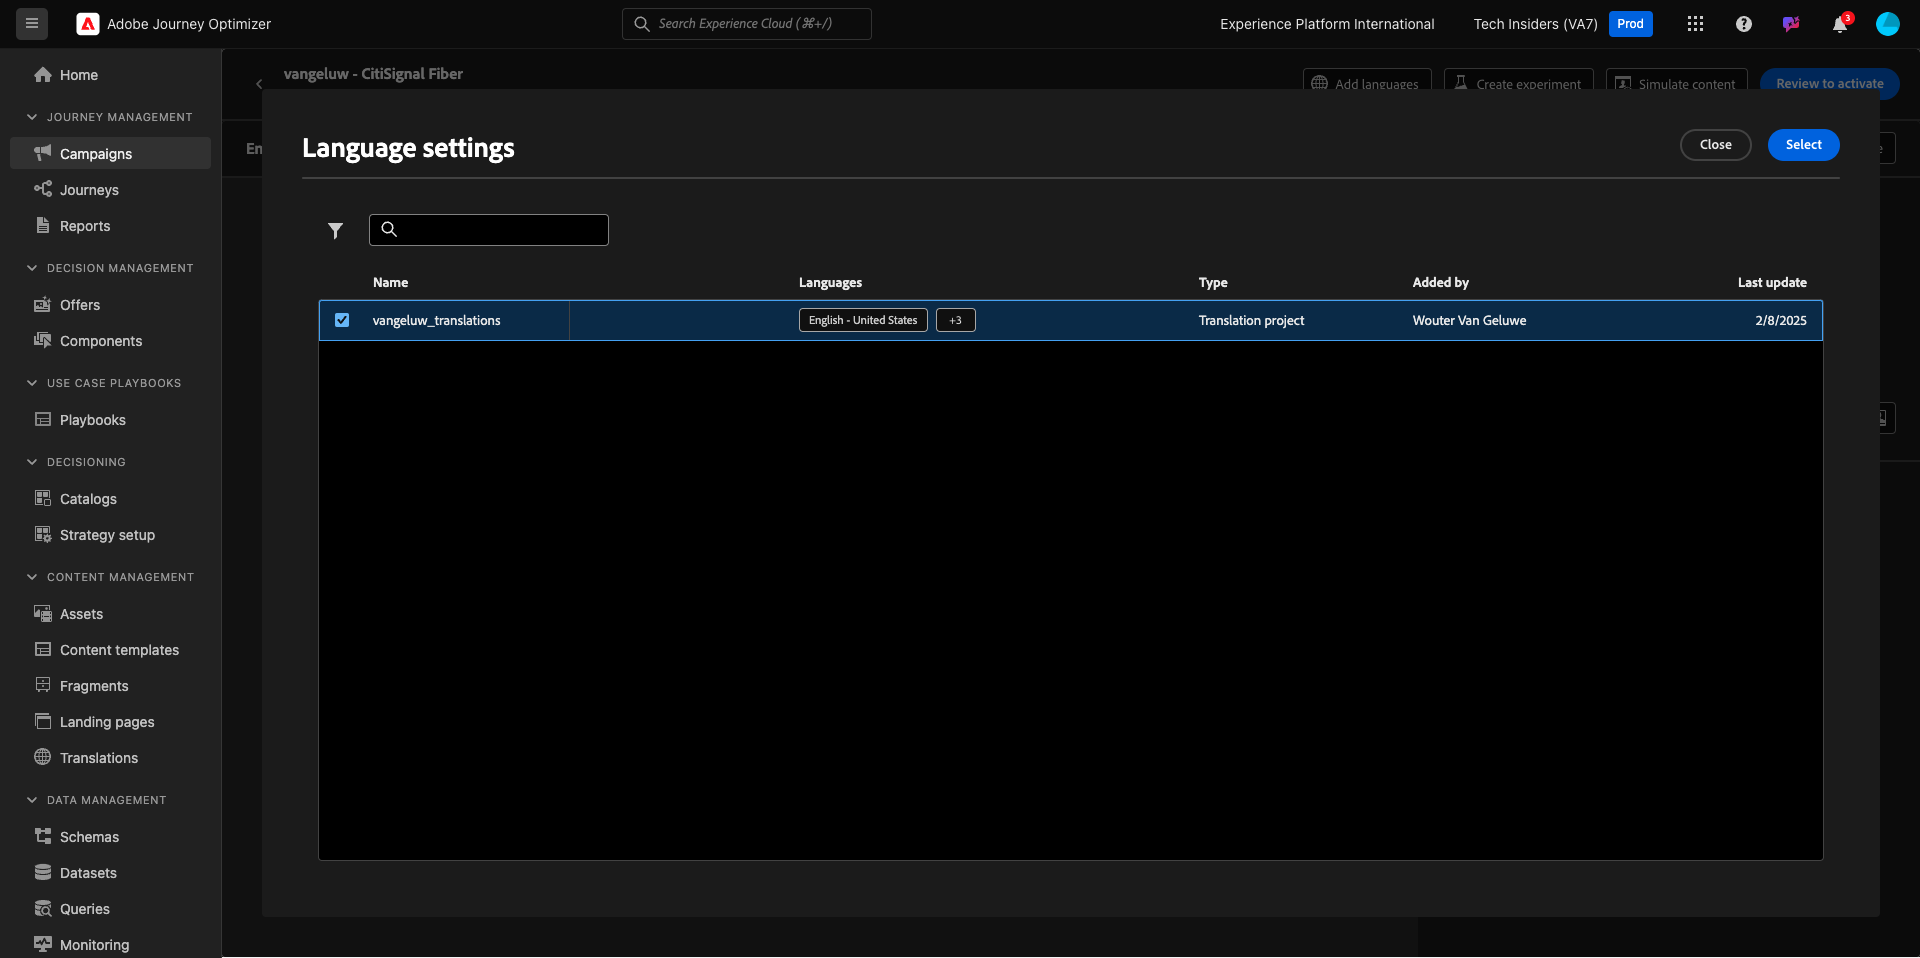 Adobe Journey Optimizer
Search Experience Cloud (⌘+/)
Experience Platform International
Tech Insiders (VA7)
Prod
3
Home
JOURNEY MANAGEMENT
Campaigns
Journeys
Reports
DECISION MANAGEMENT
Offers
Components
USE CASE PLAYBOOKS
Playbooks
DECISIONING
Catalogs
Strategy setup
CONTENT MANAGEMENT
Assets
Content templates
Fragments
Landing pages
Translations
DATA MANAGEMENT
Schemas
Datasets
Queries
Monitoring
vangeluw - CitiSignal Fiber
Add languages
Create experiment
Simulate content
Review to activate
En
Language settings
Close
Select
Name Languages Type Added by Last update
vangeluw_translations English - United States +3 Translation project Wouter Van Geluwe 2/8/2025